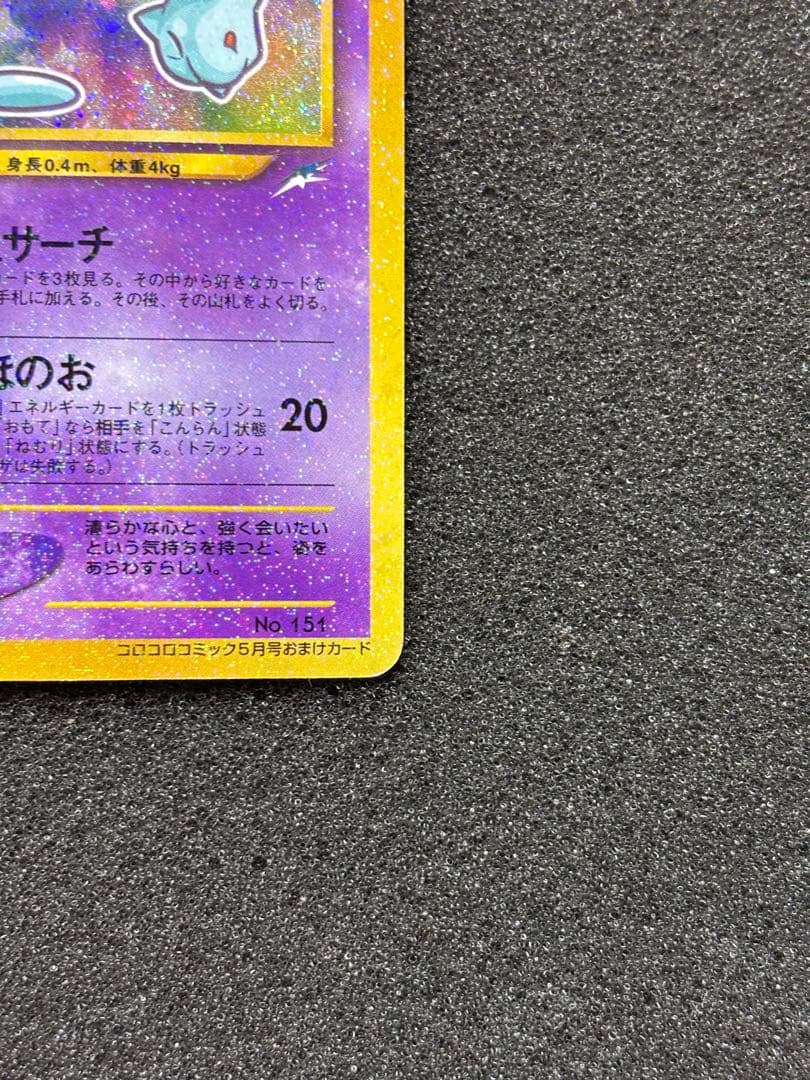 身長0.4m、体重4kg
サーチ
ードを3枚見る。その中から好きなカードを
手札に加える。その後、その山札をよく切る。
ほのお
エネルギーカードを1枚トラッシュ
「おもて」なら相手を「こんらん」状態
20
「ねむり」状態にする。(トラッシュ
ザは失敗する。)
清らかな心と、強く会いたい
という気持ちを持つと、姿を
あらわすらしい。
No. 151
コロコロコミック5月号おまけカード